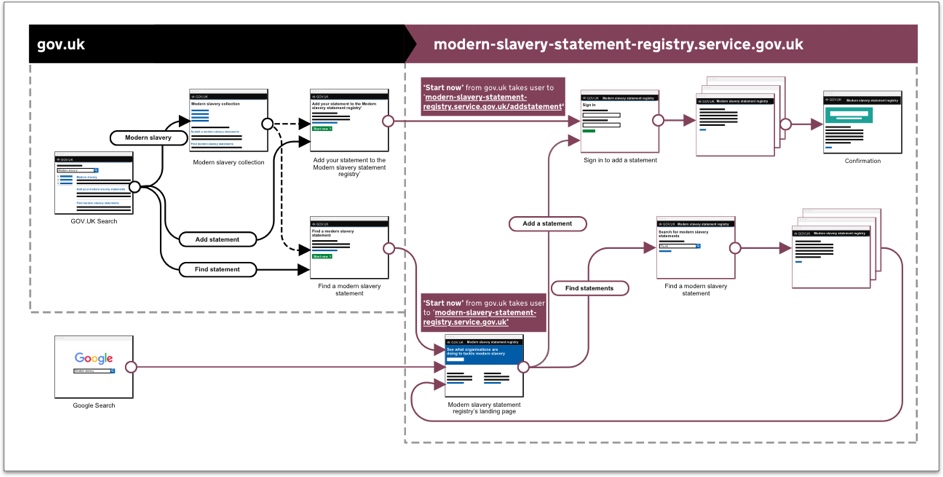 gov.uk
modern-slavery-statement-registry.service.gov.uk
GOV.UK
Modern slavery collection
Modern slavery collection
Modern slavery
GOV.UK
Modern slavery
GOV.UK Search
GOV.UK
Add your statement to the Modern
slavery statement registry'
Start now >
Add your statement to the
Modern slavery statement
registry'
Add statement
Find statement
GOV.UK
Find a modern slavery
statement
Start now >
Find a modern slavery
statement
Google
Modern slavery
Google Search
'Start now' from gov.uk takes user to
'modern-slavery-statement-
registry.service.gov.uk/addstatement'
GOV.UK Modern slavery statement registry
Sign in
Sign in to add a statement
GOV.UK Modern slavery statement registry
GOV.UK Modern slavery statement registry
Confirmation
Add a statement
Find statements
GOV.UK Modern slavery statement registry
Search for modern slavery
statements
Find a modern slavery
statement
GOV.UK Modern slavery statement registry
'Start now' from gov.uk takes user
to 'modern-slavery-statement-
registry.service.gov.uk'
GOV.UK Modern slavery statement registry
See what organisations are
doing to tackle modern slavery
Modern slavery statement
registry's landing page